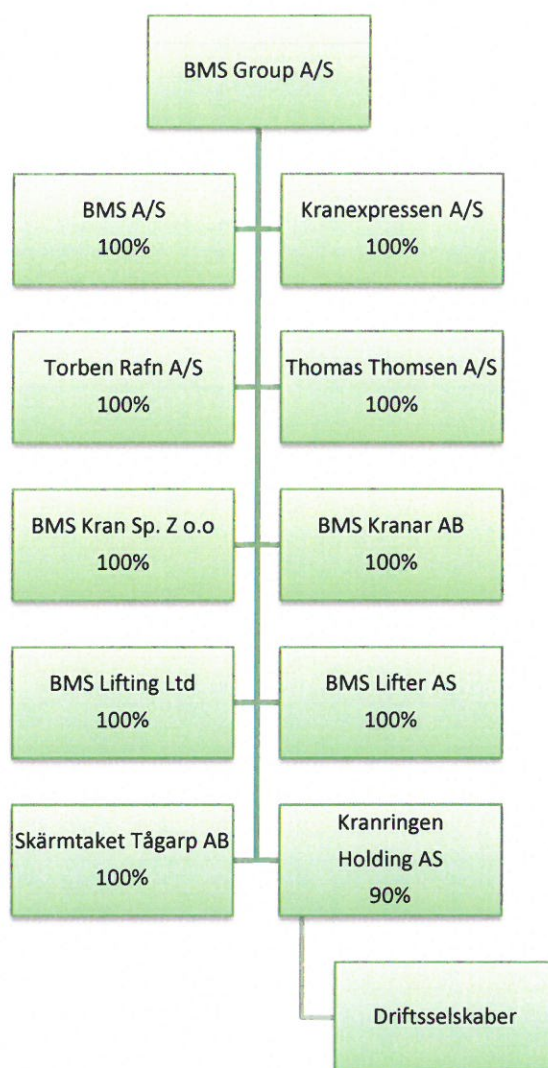 BMS Group A/S
BMS A/S
100%
Kranexpressen A/S
100%
Torben Rafn A/S
100%
Thomas Thomsen A/S
100%
BMS Kran Sp. Z o.o
100%
BMS Kranar AB
100%
BMS Lifting Ltd
100%
BMS Lifter AS
100%
Skärmtaket Tågarp AB
100%
Kranringen
Holding AS
90%
Driftsselskaber